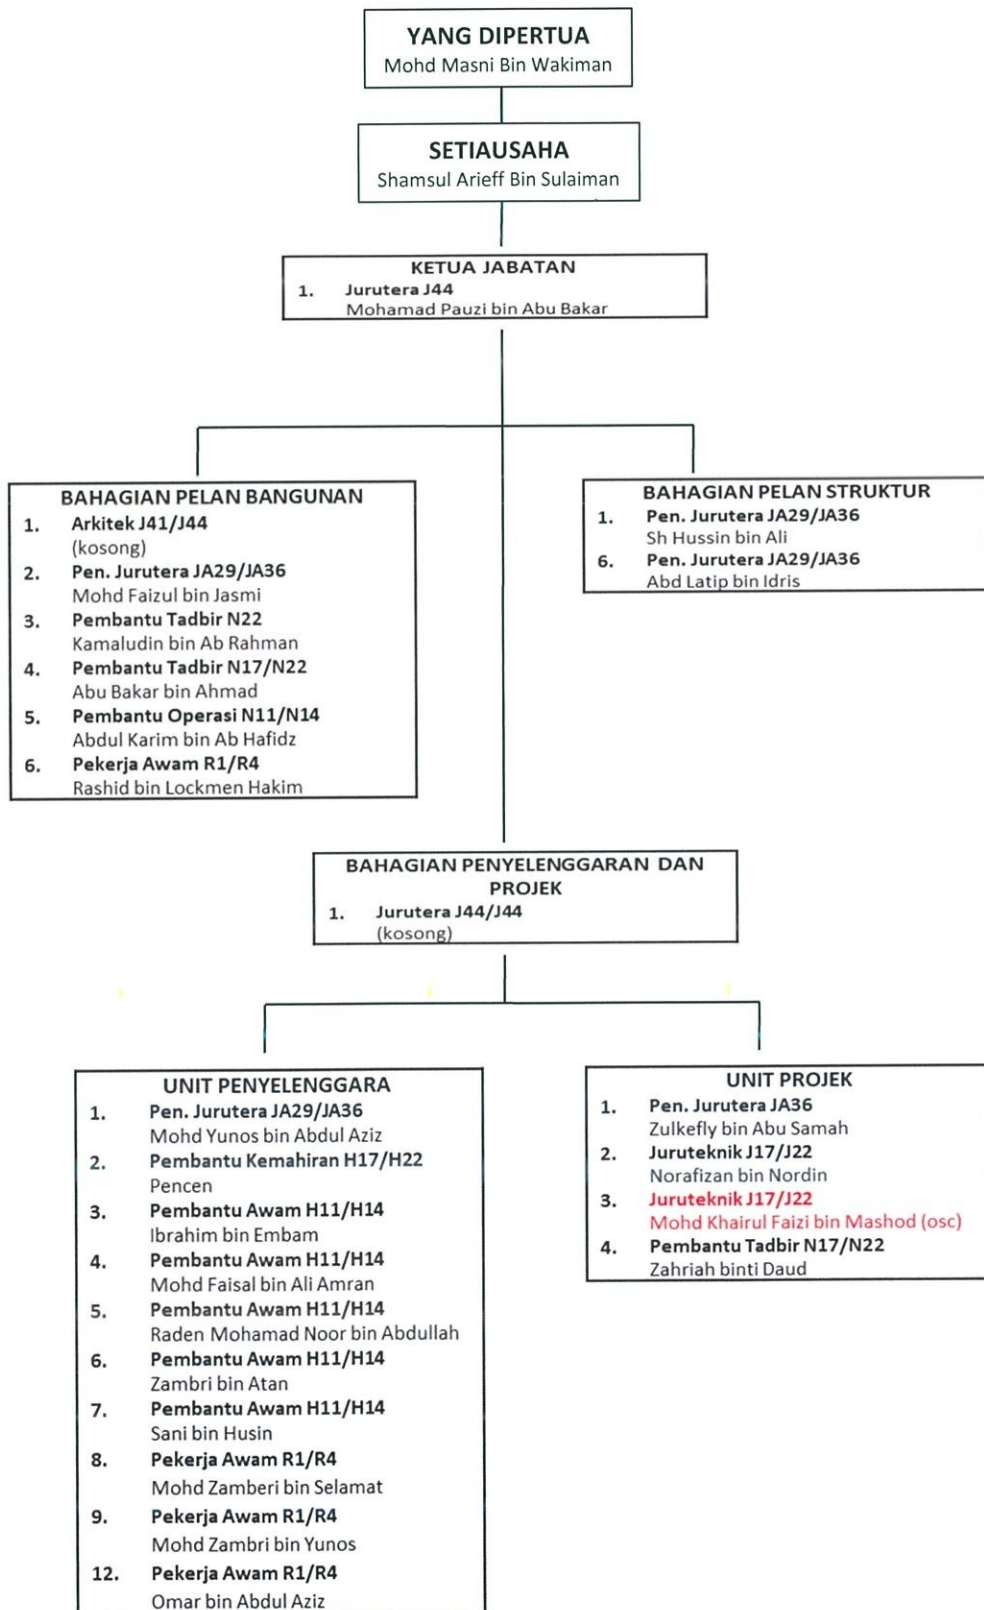 YANG DIPERTUA
Mohd Masni Bin Wakiman
SETIAUSAHA
Shamsul Arieff Bin Sulaiman
KETUA JABATAN
1. Jurutera J44
Mohamad Pauzi bin Abu Bakar
BAHAGIAN PELAN BANGUNAN
1. Arkitek J41/J44
(kosong)
2. Pen. Jurutera JA29/JA36
Mohd Faizul bin Jasmi
3. Pembantu Tadbir N22
Kamaludin bin Ab Rahman
4. Pembantu Tadbir N17/N22
Abu Bakar bin Ahmad
5. Pembantu Operasi N11/N14
Abdul Karim bin Ab Hafidz
6. Pekerja Awam R1/R4
Rashid bin Lockmen Hakim
BAHAGIAN PELAN STRUKTUR
1. Pen. Jurutera JA29/JA36
Sh Hussin bin Ali
6. Pen. Jurutera JA29/JA36
Abd Latip bin Idris
BAHAGIAN PENYELENGGARAN DAN
PROJEK
1. Jurutera J44/J44
(kosong)
UNIT PENYELENGGARA
1. Pen. Jurutera JA29/JA36
Mohd Yunos bin Abdul Aziz
2. Pembantu Kemahiran H17/H22
Pencen
3. Pembantu Awam H11/H14
Ibrahim bin Embam
4. Pembantu Awam H11/H14
Mohd Faisal bin Ali Amran
5. Pembantu Awam H11/H14
Raden Mohamad Noor bin Abdullah
6. Pembantu Awam H11/H14
Zambri bin Atan
7. Pembantu Awam H11/H14
Sani bin Husin
8. Pekerja Awam R1/R4
Mohd Zamberi bin Selamat
9. Pekerja Awam R1/R4
Mohd Zambri bin Yunos
12. Pekerja Awam R1/R4
Omar bin Abdul Aziz
UNIT PROJEK
1. Pen. Jurutera JA36
Zulkefly bin Abu Samah
2. Juruteknik J17/J22
Norafizan bin Nordin
3. Juruteknik J17/J22
Mohd Khairul Faizi bin Mashod (osc)
4. Pembantu Tadbir N17/N22
Zahriah binti Daud